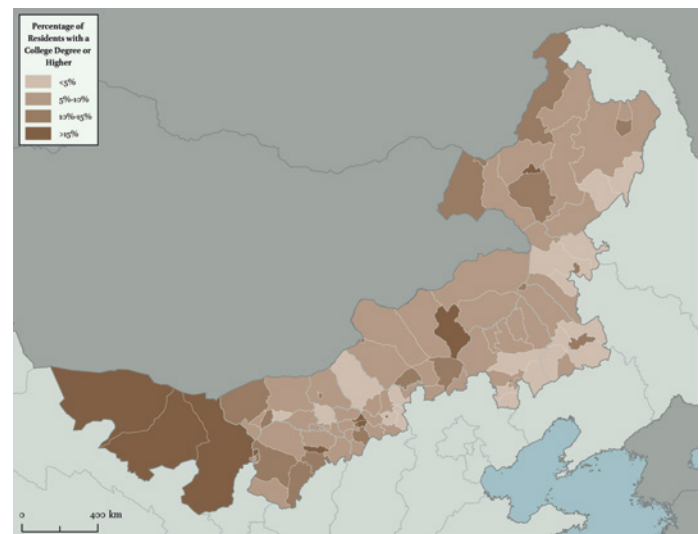 Percentage of
Residents with a
College Degree or
Higher
<5%
5%-10%
10%-15%
>15%
0
400 km